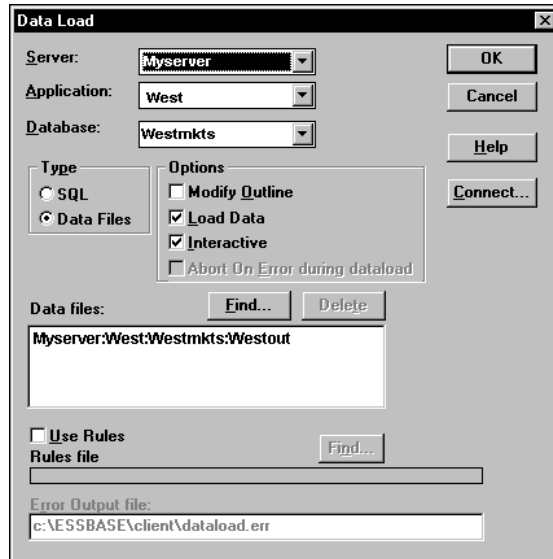 Data Load
Server:
Myserver
OK
Application:
West
Cancel
Database:
Westmkts
Help
Type
Options
SQL
Modify Outline
Connect...
Data Files
Load Data
Interactive
Abort On Error during dataload
Data files:
Find...
Delete
Myserver:West:Westmkts:Westout
Use Rules
Rules file
Find...
Error Output file:
c:\ESSBASE\client\dataload.err